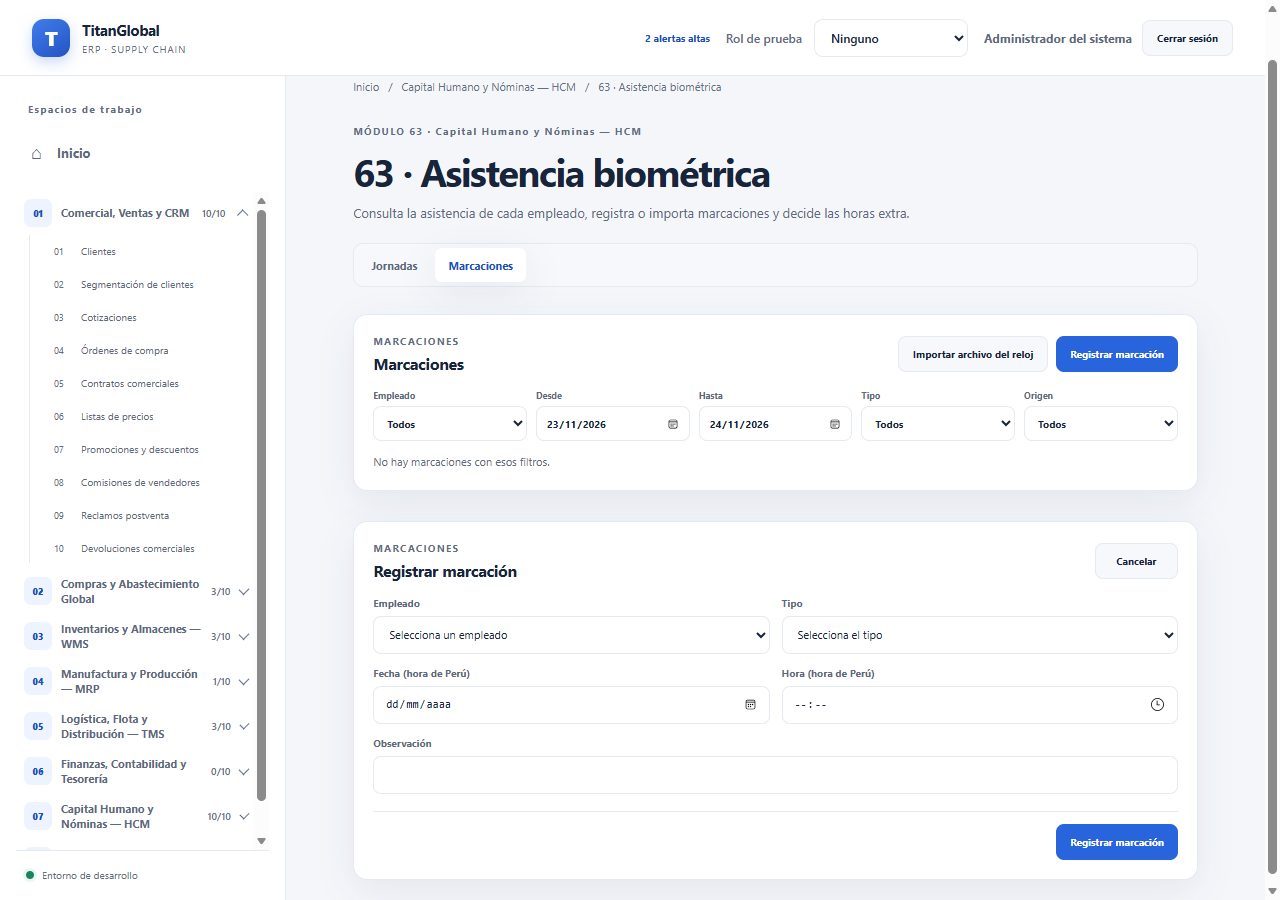 T
TitanGlobal
ERP · SUPPLY CHAIN
2 alertas altas
Rol de prueba
Ninguno
Administrador del sistema
Cerrar sesión
Espacios de trabajo
Inicio
01 Comercial, Ventas y CRM 10/10
01 Clientes
02 Segmentación de clientes
03 Cotizaciones
04 Órdenes de compra
05 Contratos comerciales
06 Listas de precios
07 Promociones y descuentos
08 Comisiones de vendedores
09 Reclamos postventa
10 Devoluciones comerciales
02 Compras y Abastecimiento
Global 3/10
03 Inventarios y Almacenes —
WMS 3/10
04 Manufactura y Producción
— MRP 1/10
05 Logística, Flota y
Distribución — TMS 3/10
06 Finanzas, Contabilidad y
Tesorería 0/10
07 Capital Humano y
Nóminas — HCM 10/10
Entorno de desarrollo
Inicio / Capital Humano y Nóminas — HCM / 63 · Asistencia biométrica
MÓDULO 63 · Capital Humano y Nóminas — HCM
63 · Asistencia biométrica
Consulta la asistencia de cada empleado, registra o importa marcaciones y decide las horas extra.
Jornadas Marcaciones
MARCACIONES
Marcaciones
Importar archivo del reloj
Registrar marcación
Empleado Desde Hasta Tipo Origen
Todos 23/11/2026 24/11/2026 Todos Todos
No hay marcaciones con esos filtros.
MARCACIONES
Registrar marcación
Cancelar
Empleado Tipo
Selecciona un empleado Selecciona el tipo
Fecha (hora de Perú) Hora (hora de Perú)
dd/mm/aaaa --:--
Observación
Registrar marcación